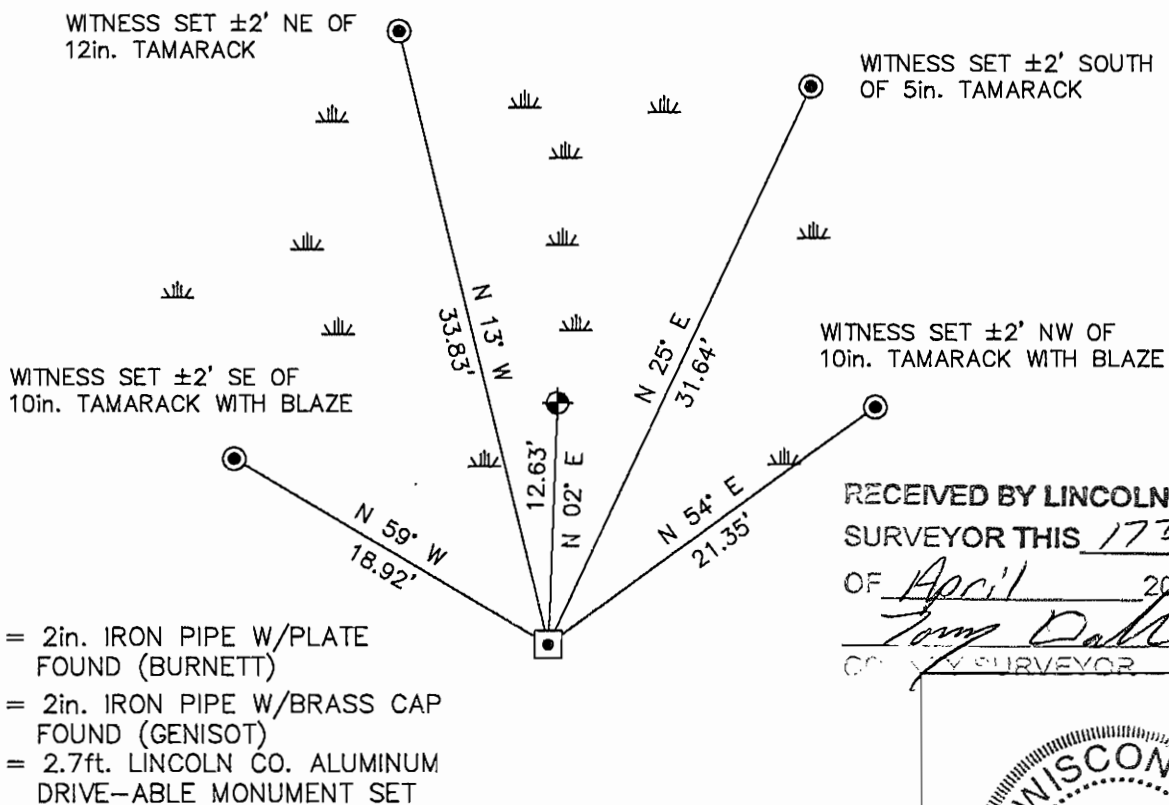 WITNESS SET ±2' NE OF
12in. TAMARACK
WITNESS SET ±2' SOUTH
OF 5in. TAMARACK
N 13° W
33.83'
N 25° E
31.64'
WITNESS SET ±2' NW OF
10in. TAMARACK WITH BLAZE
WITNESS SET ±2' SE OF
10in. TAMARACK WITH BLAZE
12.63'
N 02° E
N 59° W
18.92'
N 54° E
21.35'
RECEIVED BY LINCOLN
SURVEYOR THIS 17
OF April 20
Tom
SURVEYOR
= 2in. IRON PIPE W/PLATE
FOUND (BURNETT)
= 2in. IRON PIPE W/BRASS CAP
FOUND (GENISOT)
= 2.7ft. LINCOLN CO. ALUMINUM
DRIVE-ABLE MONUMENT SET
WISCON